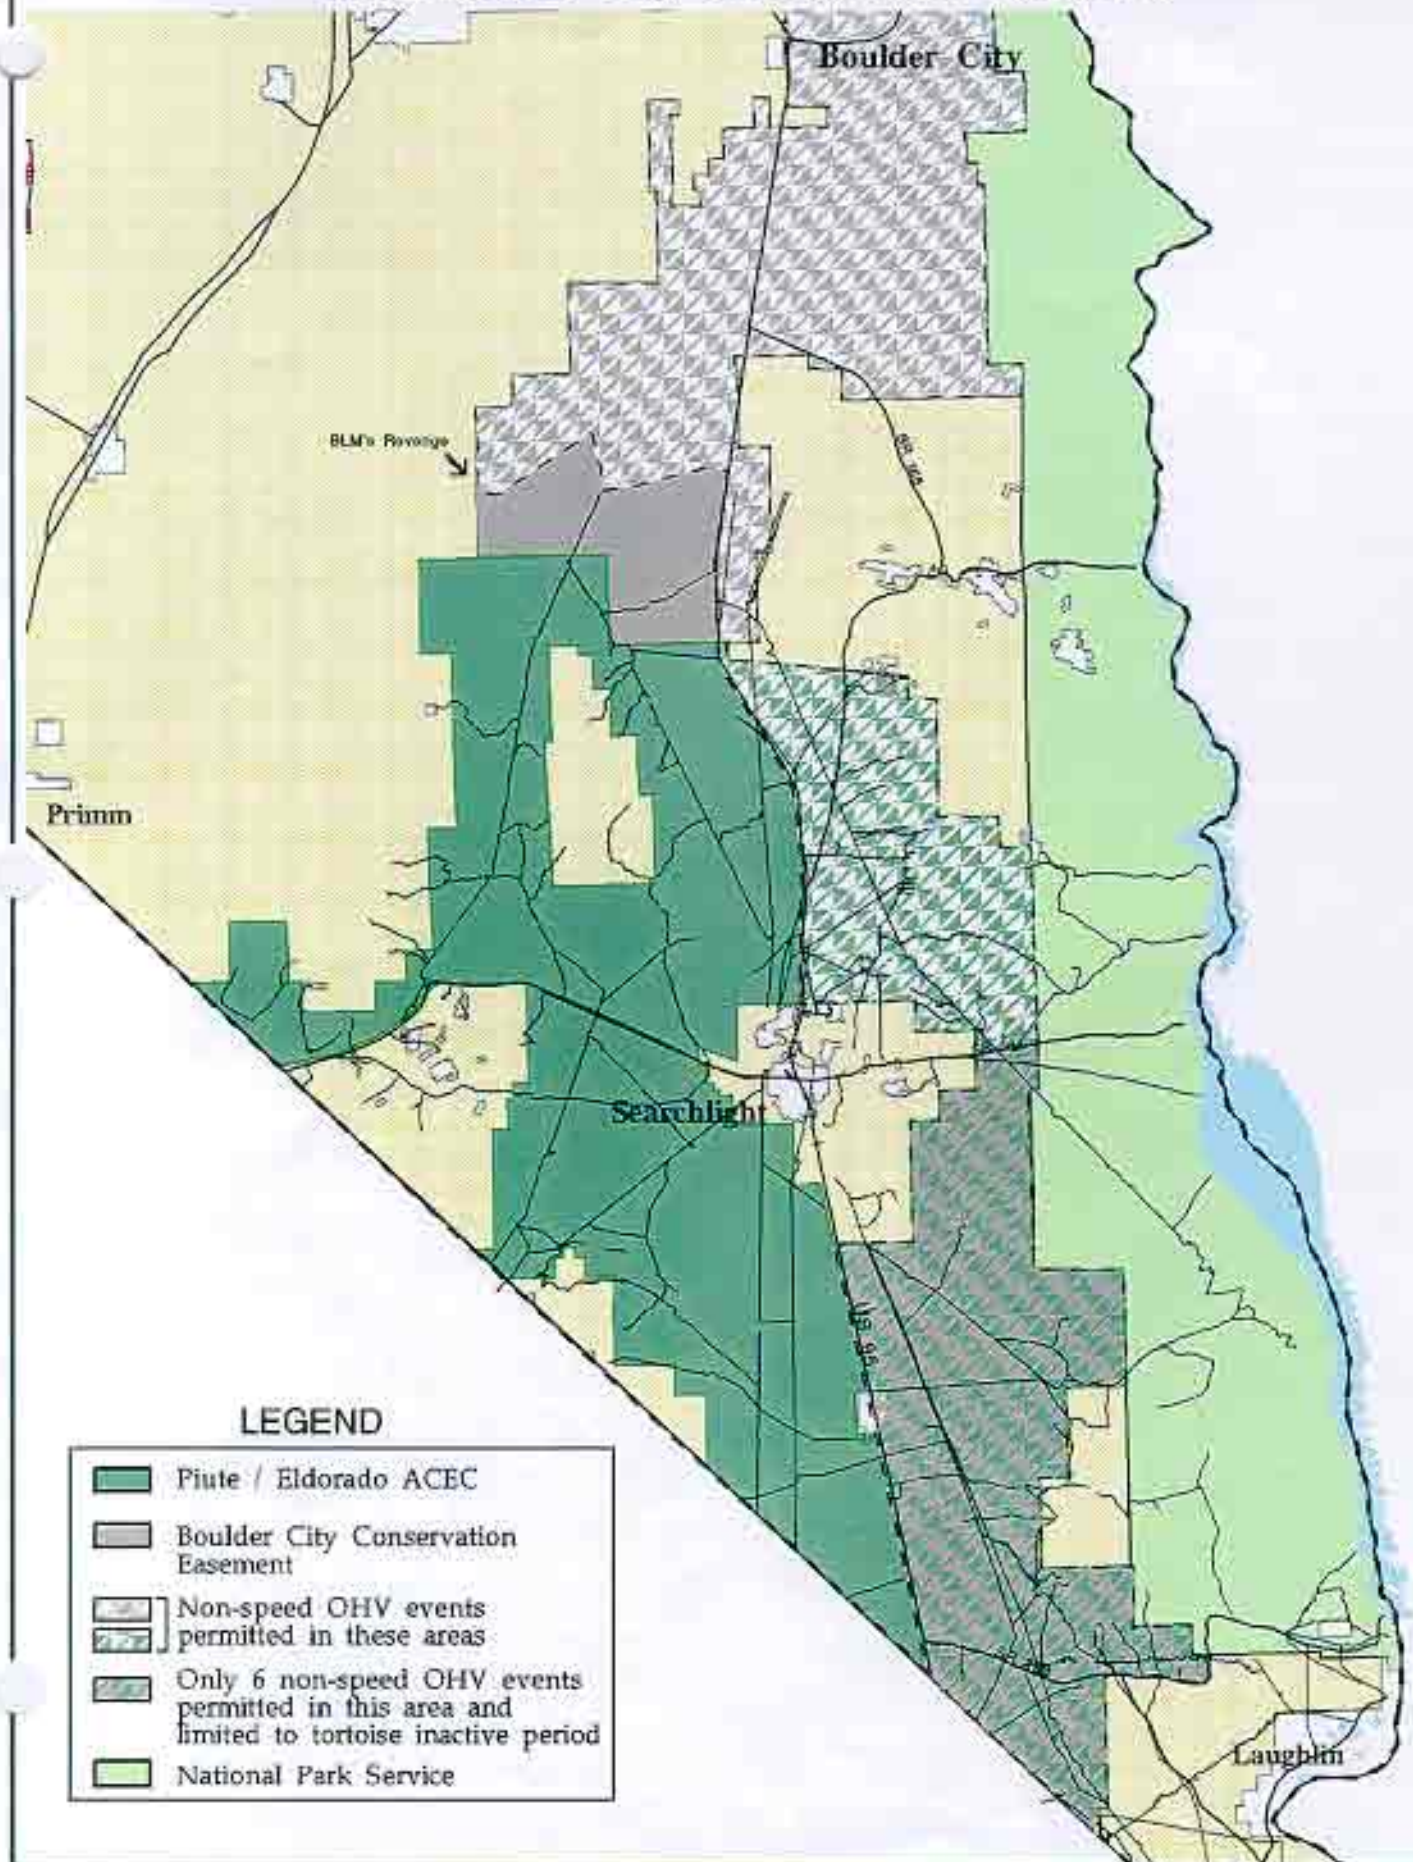 Boulder City
BLM's Revenge
Primm
Searchlight
US 95
LEGEND
Piute / Eldorado ACEC
Boulder City Conservation
Easement
Non-speed OHV events
permitted in these areas
Only 6 non-speed OHV events
permitted in this area and
limited to tortoise inactive period
National Park Service
Laughlin